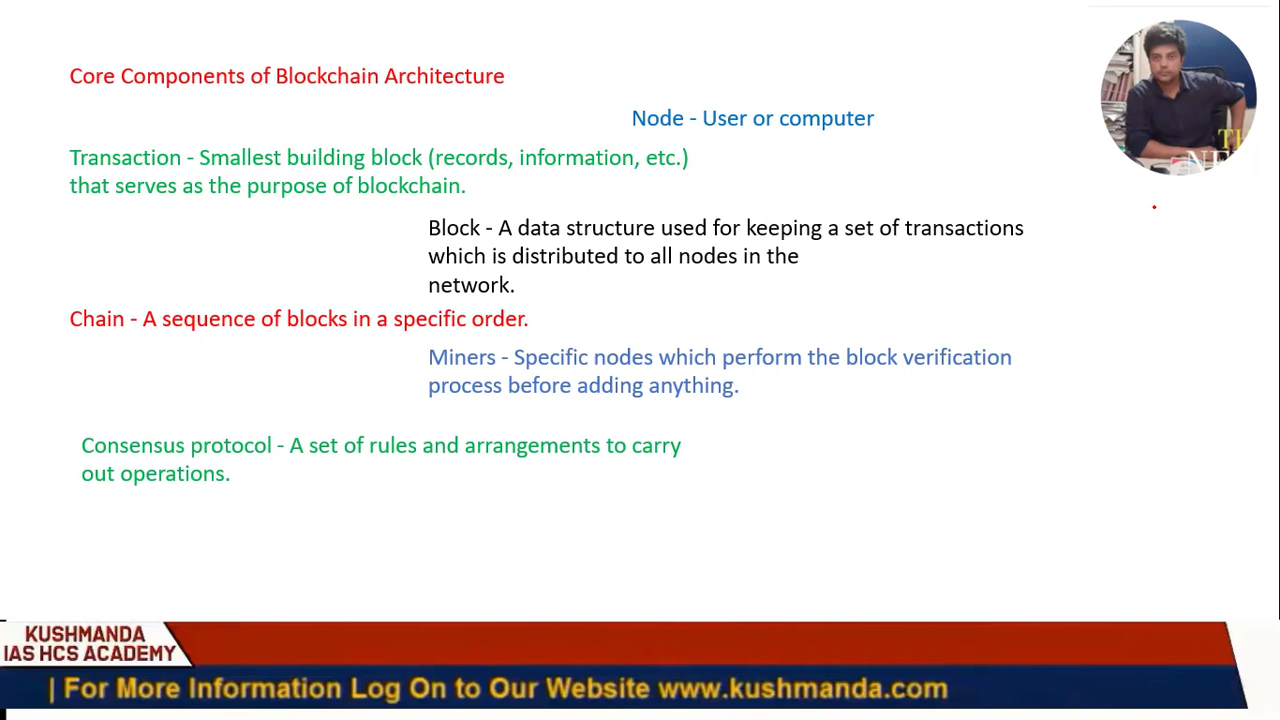 Core Components of Blockchain Architecture
Node - User or computer
Transaction - Smallest building block (records, information, etc.)
that serves as the purpose of blockchain.
Block - A data structure used for keeping a set of transactions
which is distributed to all nodes in the
network.
Chain - A sequence of blocks in a specific order.
Miners - Specific nodes which perform the block verification
process before adding anything.
Consensus protocol - A set of rules and arrangements to carry
out operations.
KUSHMANDA
IAS HCS ACADEMY
| For More Information Log On to Our Website www.kushmanda.com